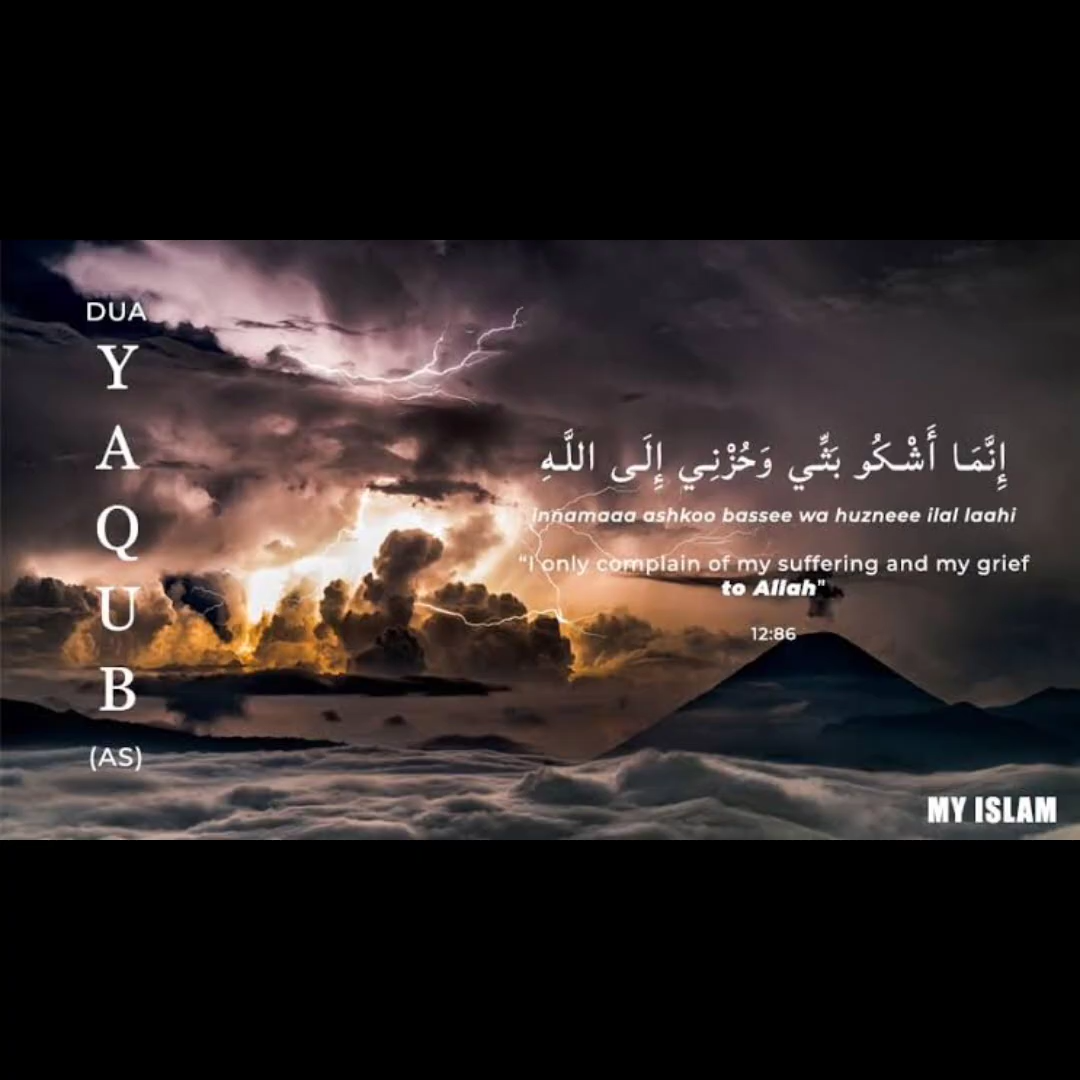 DUA
YAQUB
(AS)
إِنَّمَا أَشْكُو بَثِّي وَحُزْنِي إِلَى اللَّهِ
innamaaa ashkoo bassee wa huzneee ilal laahi
“I only complain of my suffering and my grief
to Allah"
12:86
MY ISLAM